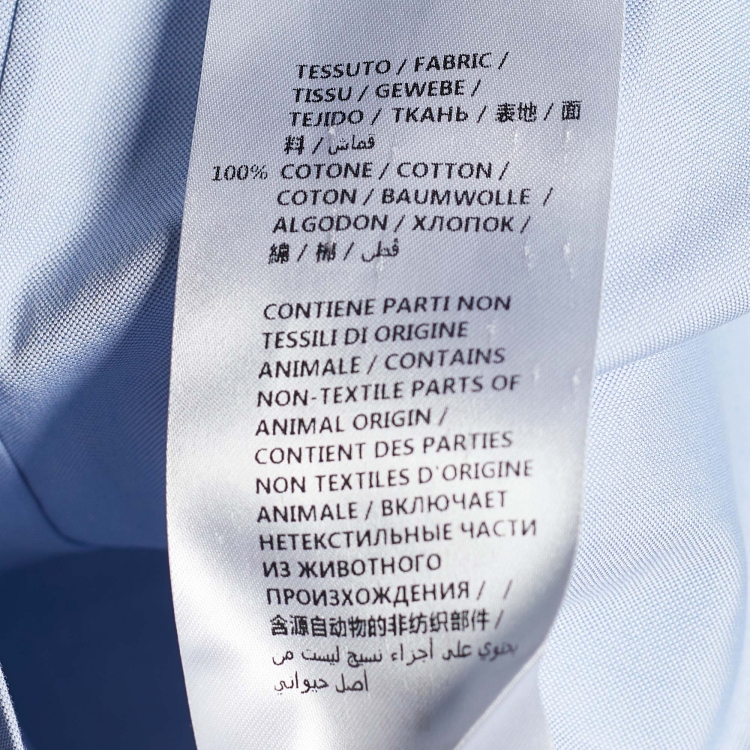 TESSUTO / FABRIC /
TISSU / GEWEBE /
TEJIDO / ТКАНЬ / 表地 / 面
料 / قماش
100% COTONE / COTTON /
COTON / BAUMWOLLE /
ALGODON / ХЛОПОК /
綿 / 棉 / قطن
CONTIENE PARTI NON
TESSILI DI ORIGINE
ANIMALE / CONTAINS
NON-TEXTILE PARTS OF
ANIMAL ORIGIN /
CONTIENT DES PARTIES
NON TEXTILES D'ORIGINE
ANIMALE / ВКЛЮЧАЕТ
НЕТЕКСТИЛЬНЫЕ ЧАСТИ
ИЗ ЖИВОТНОГО
ПРОИЗХОЖДЕНИЯ / /
含源自动物的非纺织部件 /
يحتوي على أجزاء نسيج ليست من
أصل حيواني